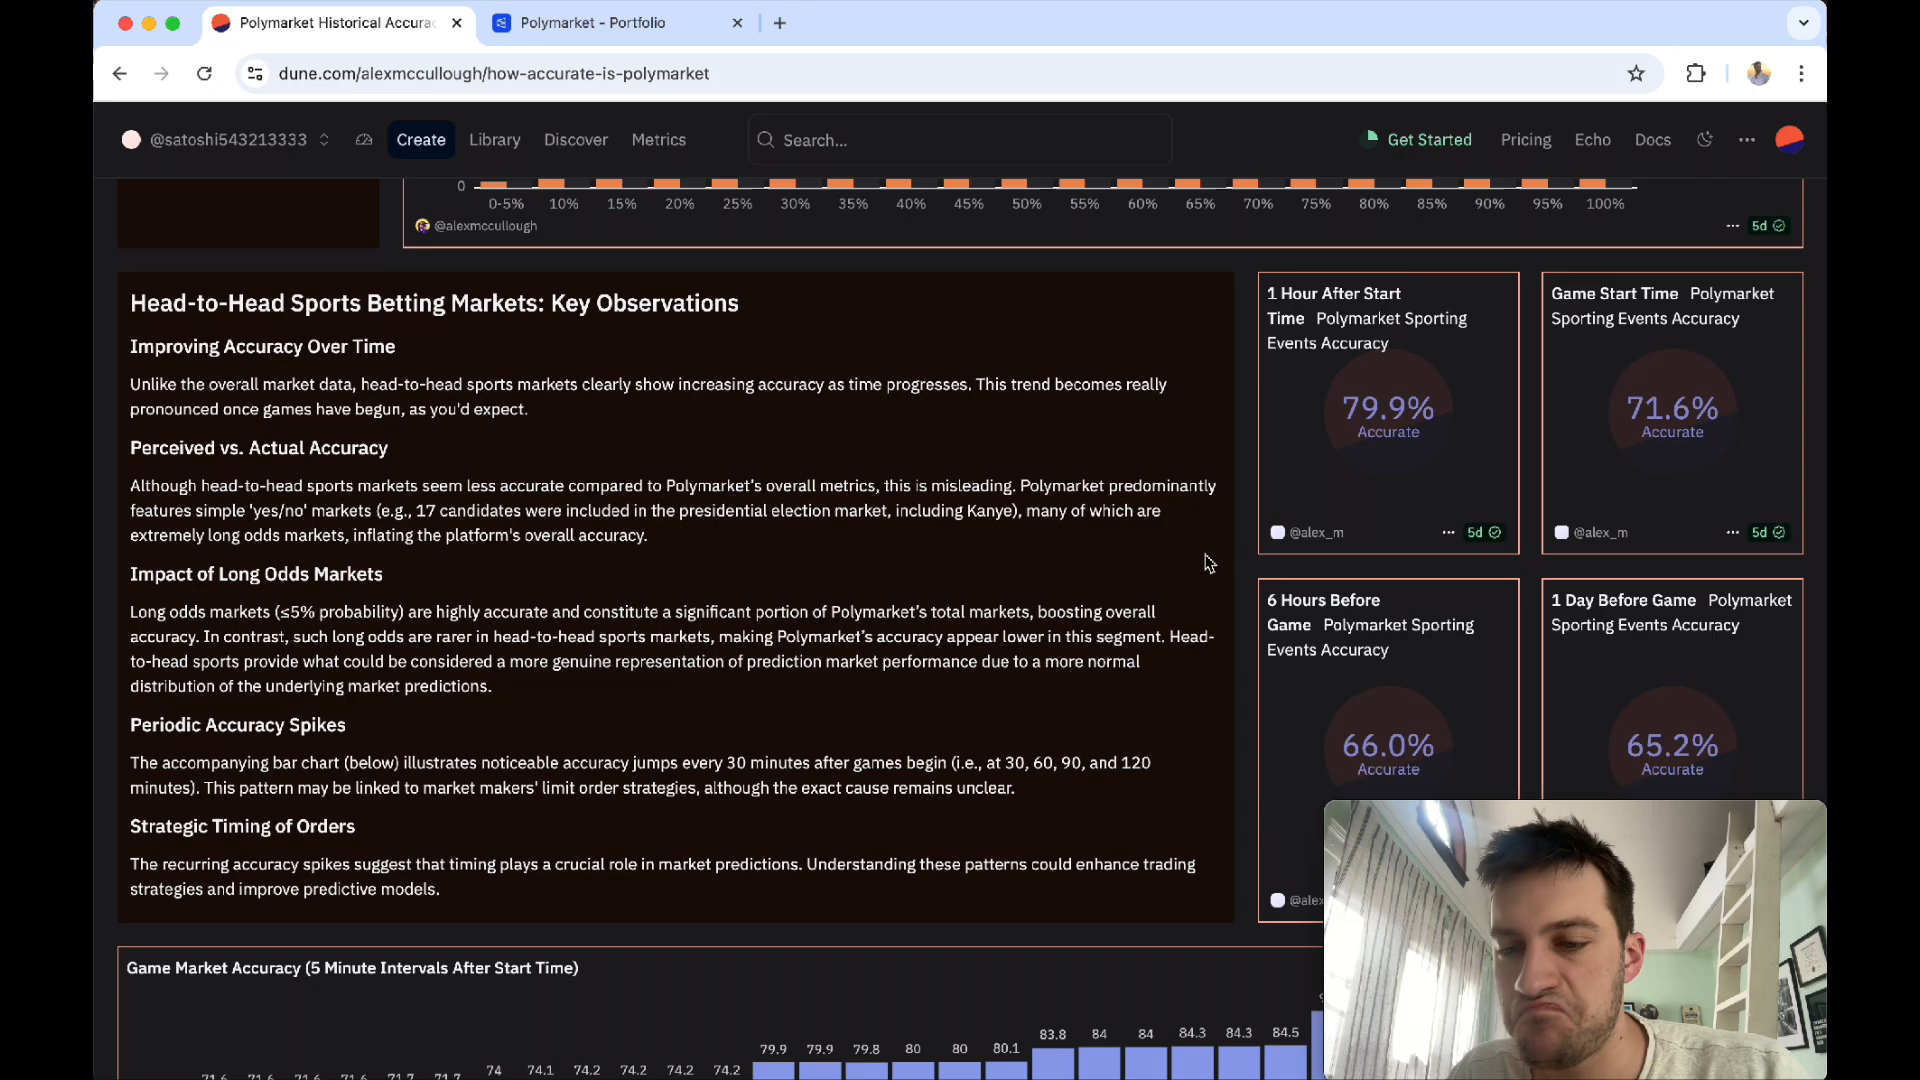 Polymarket Historical Accurac
Polymarket - Portfolio
dune.com/alexmccullough/how-accurate-is-polymarket
@satoshi543213333
Create
Library
Discover
Metrics
Search...
Get Started
Pricing
Echo
Docs
0
0-5% 10% 15% 20% 25% 30% 35% 40% 45% 50% 55% 60% 65% 70% 75% 80% 85% 90% 95% 100%
@alexmccullough
5d
Head-to-Head Sports Betting Markets: Key Observations
Improving Accuracy Over Time
Unlike the overall market data, head-to-head sports markets clearly show increasing accuracy as time progresses. This trend becomes really
pronounced once games have begun, as you'd expect.
Perceived vs. Actual Accuracy
Although head-to-head sports markets seem less accurate compared to Polymarket's overall metrics, this is misleading. Polymarket predominantly
features simple 'yes/no' markets (e.g., 17 candidates were included in the presidential election market, including Kanye), many of which are
extremely long odds markets, inflating the platform's overall accuracy.
Impact of Long Odds Markets
Long odds markets (≤5% probability) are highly accurate and constitute a significant portion of Polymarket's total markets, boosting overall
accuracy. In contrast, such long odds are rarer in head-to-head sports markets, making Polymarket's accuracy appear lower in this segment. Head-
to-head sports provide what could be considered a more genuine representation of prediction market performance due to a more normal
distribution of the underlying market predictions.
Periodic Accuracy Spikes
The accompanying bar chart (below) illustrates noticeable accuracy jumps every 30 minutes after games begin (i.e., at 30, 60, 90, and 120
minutes). This pattern may be linked to market makers' limit order strategies, although the exact cause remains unclear.
Strategic Timing of Orders
The recurring accuracy spikes suggest that timing plays a crucial role in market predictions. Understanding these patterns could enhance trading
strategies and improve predictive models.
1 Hour After Start
Time Polymarket Sporting
Events Accuracy
79.9%
Accurate
@alex_m
5d
Game Start Time Polymarket
Sporting Events Accuracy
71.6%
Accurate
@alex_m
5d
6 Hours Before
Game Polymarket Sporting
Events Accuracy
66.0%
Accurate
@alex
1 Day Before Game Polymarket
Sporting Events Accuracy
65.2%
Accurate
Game Market Accuracy (5 Minute Intervals After Start Time)
71.6 71.6 71.6 71.6 71.7 71.7 74 74.1 74.2 74.2 74.2 74.2 79.9 79.9 79.8 80 80 80.1 83.8 84 84 84.3 84.3 84.5